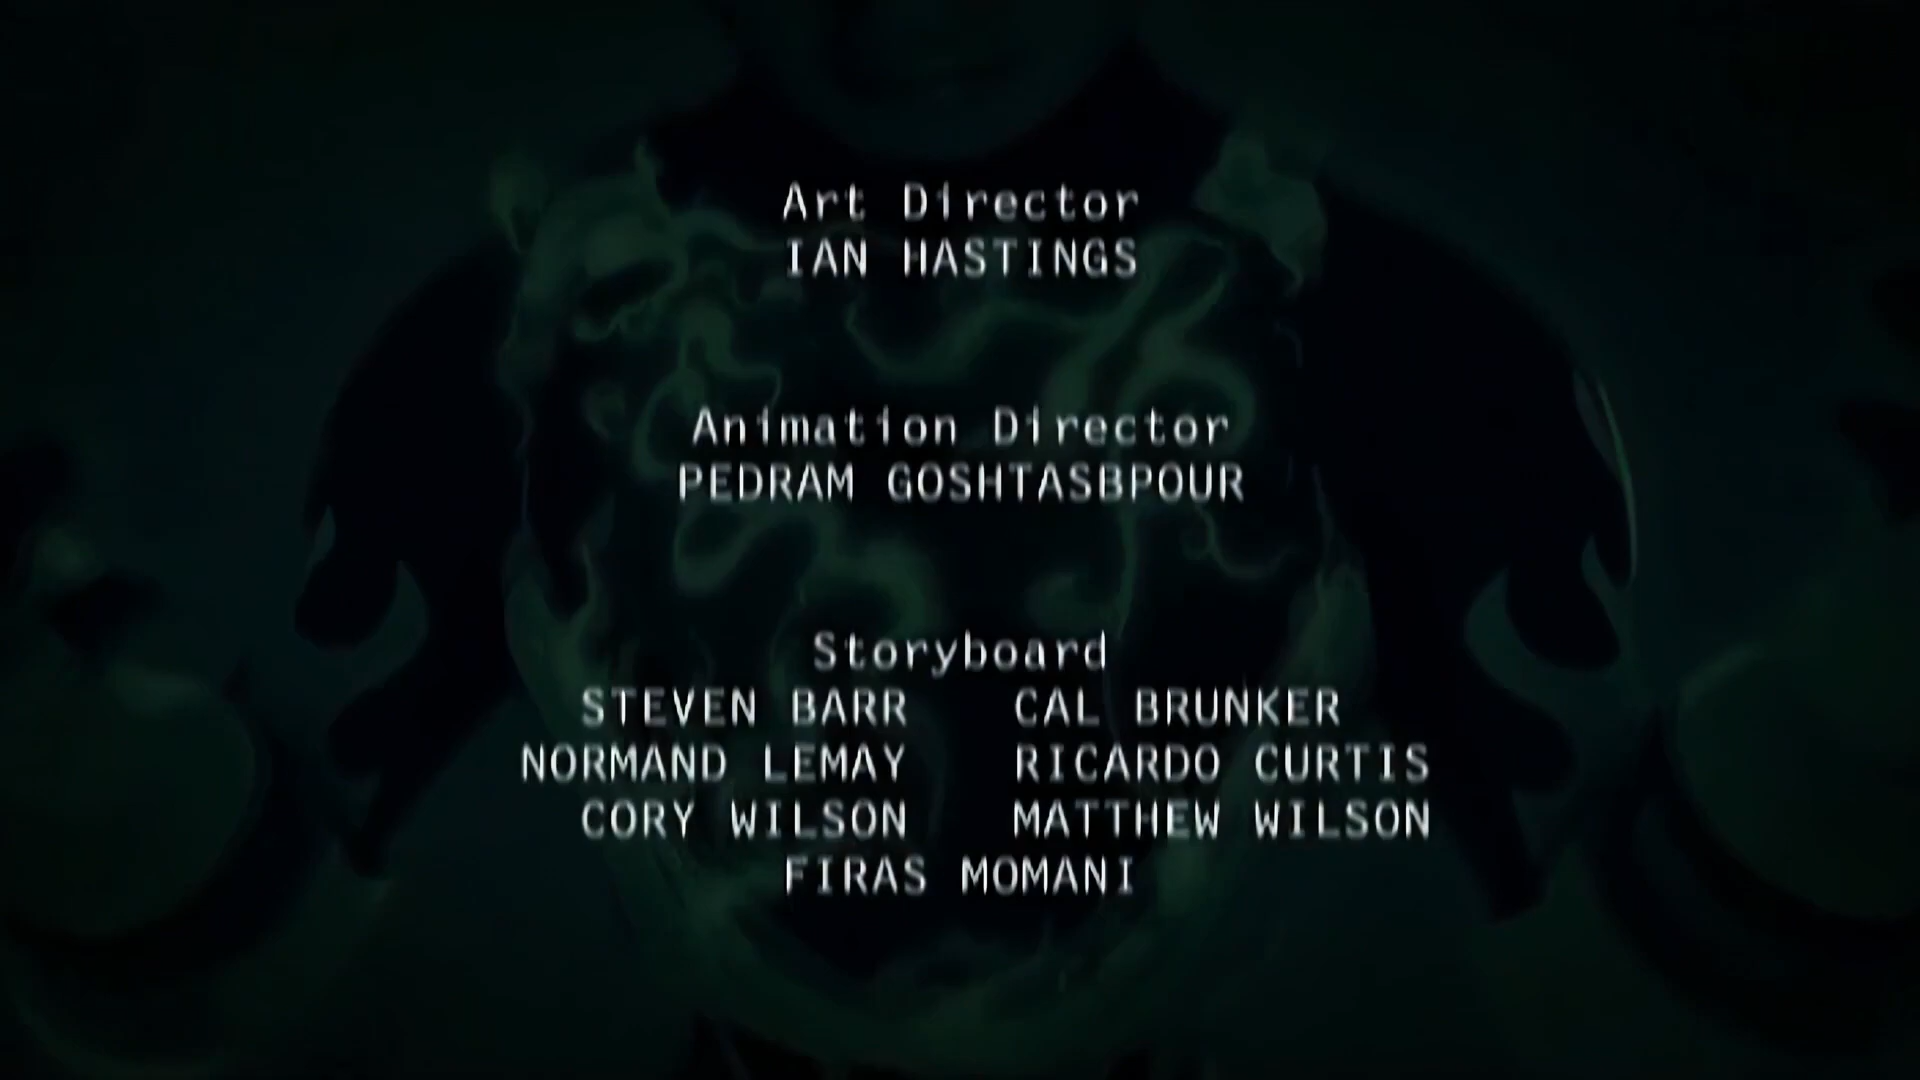 Art Director
IAN HASTINGS
Animation Director
PEDRAM GOSHTASBPOUR
Storyboard
STEVEN BARR CAL BRUNKER
NORMAND LEMAY RICARDO CURTIS
CORY WILSON MATTHEW WILSON
FIRAS MOMANI